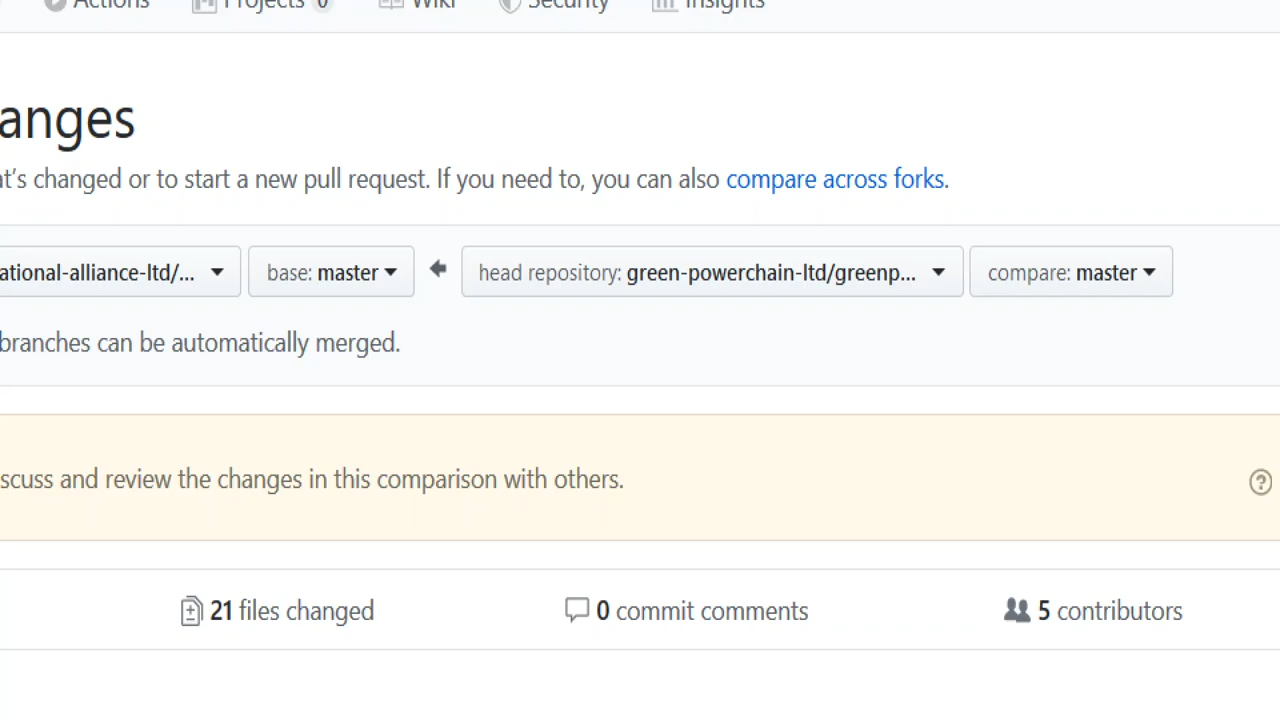 Actions Projects 0 Wiki Security Insights
anges
at's changed or to start a new pull request. If you need to, you can also compare across forks.
ational-alliance-ltd/... base: master head repository: green-powerchain-ltd/greenp... compare: master
branches can be automatically merged.
scuss and review the changes in this comparison with others.
21 files changed 0 commit comments 5 contributors